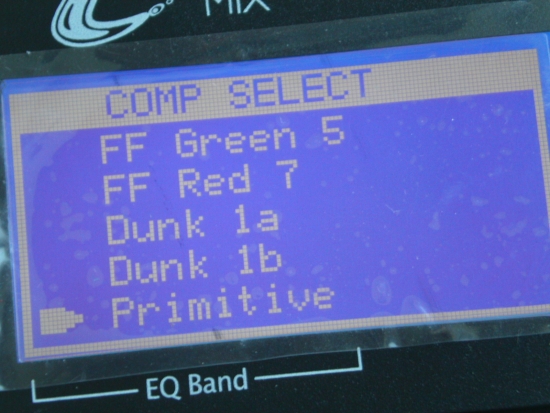 MIX
COMP SELECT
FF Green 5
FF Red 7
Dunk 1a
Dunk 1b
Primitive
EQ Band